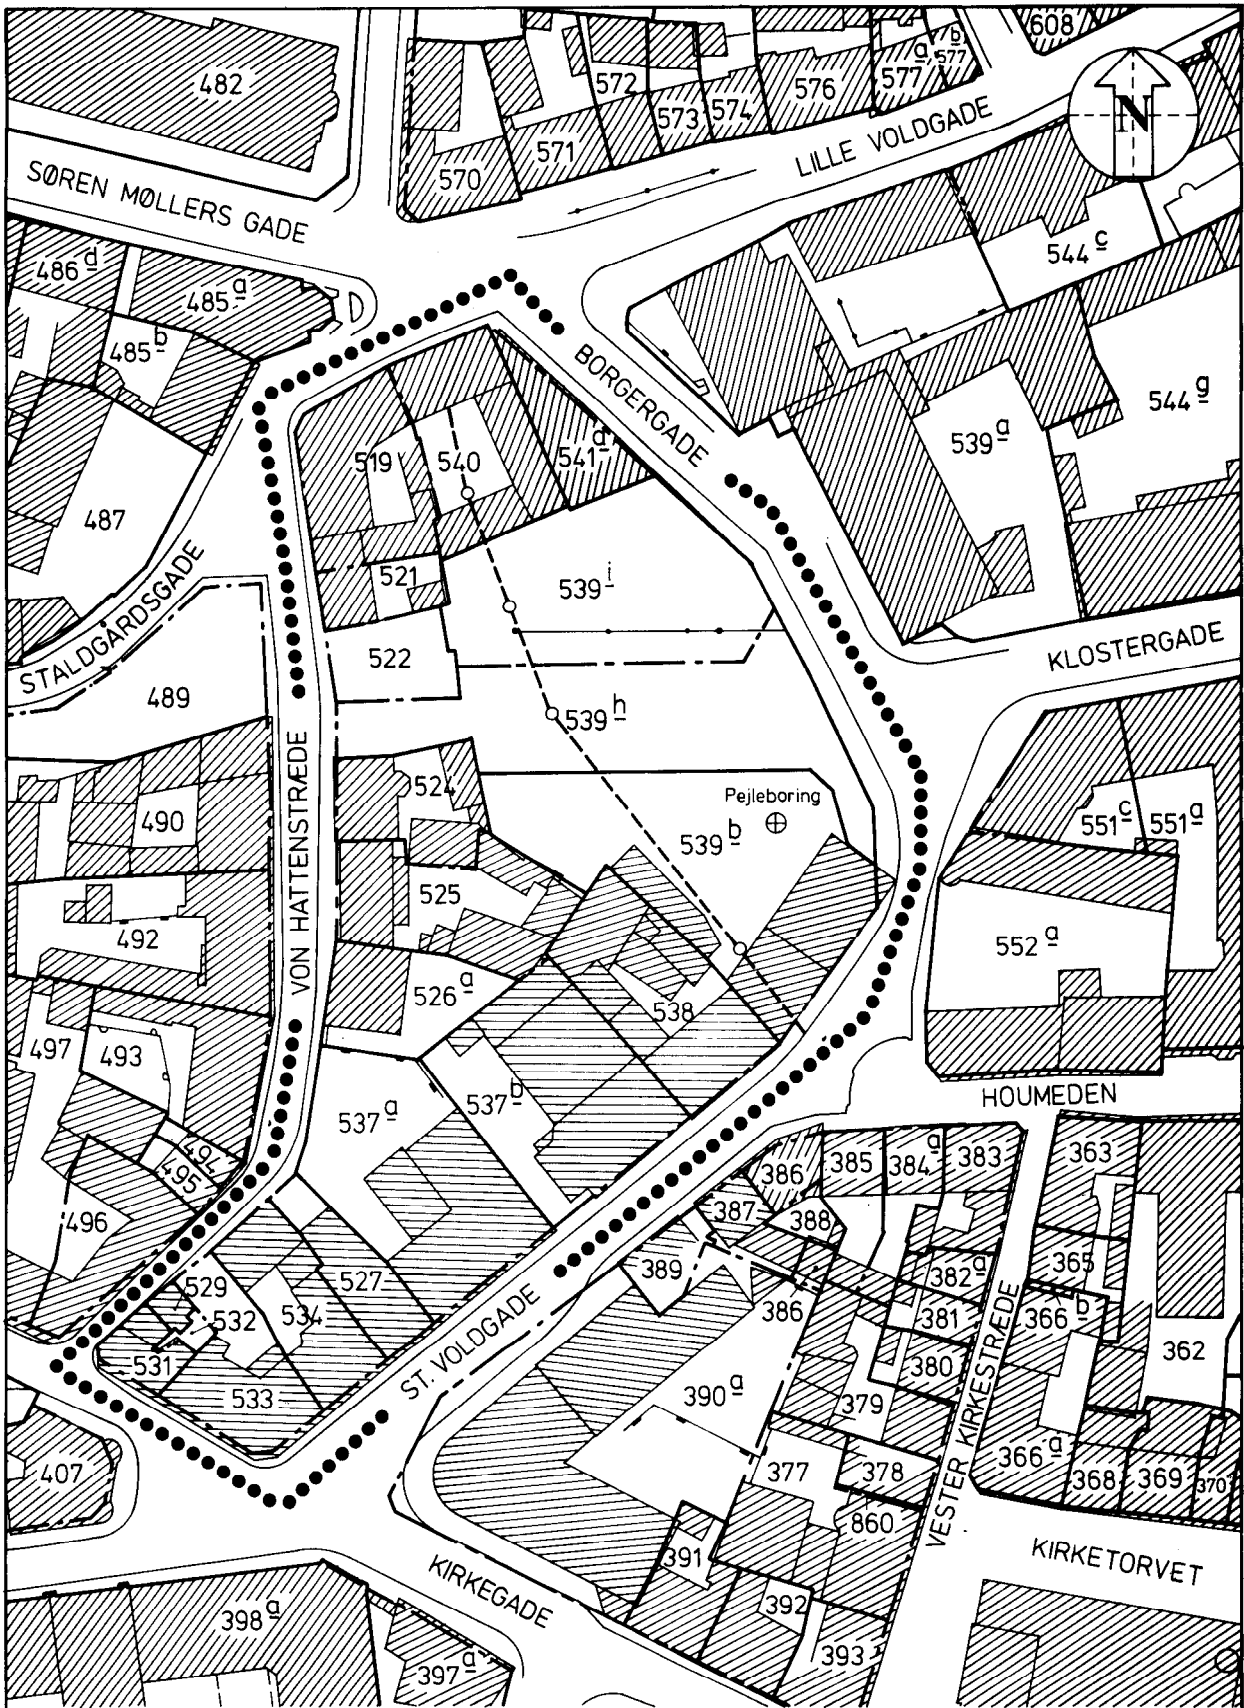 608
482
572
577 a
b 577
576
573
574
571
570
N
LILLE VOLDGADE
SØREN MØLLERS GADE
544 c
486 d
485 a
485 b
BORGERGADE
544 g
539 a
519
540
541 d
487
521
539 i
STALDGÅRDSGADE
522
489
KLOSTERGADE
539 h
VON HATTENSTRÆDE
524
Pejleboring
490
539 b
551 c
551 a
525
492
552 a
526 a
538
497
493
537 a
537 b
HOUMEDEN
494
495
386
385
384 a
383
363
496
387
388
529
532
527
534
389
386
382 a
365
381
366 b
531
533
ST. VOLDGADE
390 a
380
379
362
VESTER KIRKESTRÆDE
407
377
378
366 a
368
369
370
860
391
KIRKEGADE
KIRKETORVET
392
398 a
397 a
393